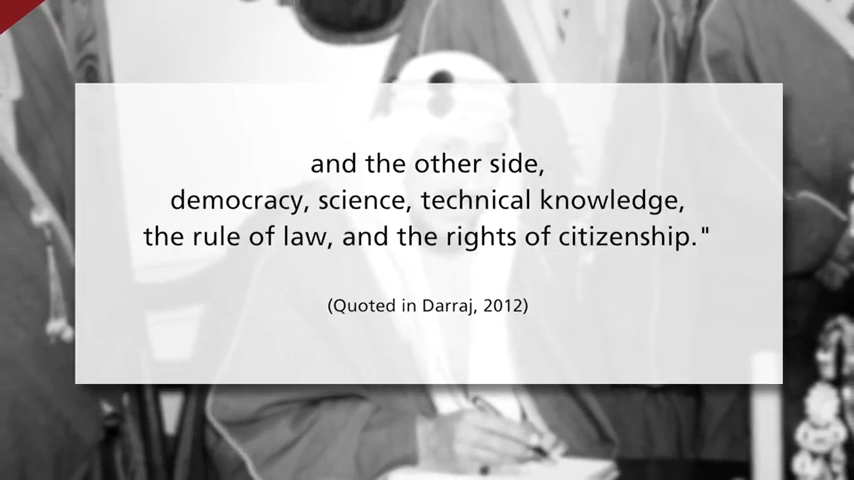 and the other side,
democracy, science, technical knowledge,
the rule of law, and the rights of citizenship."
(Quoted in Darraj, 2012)